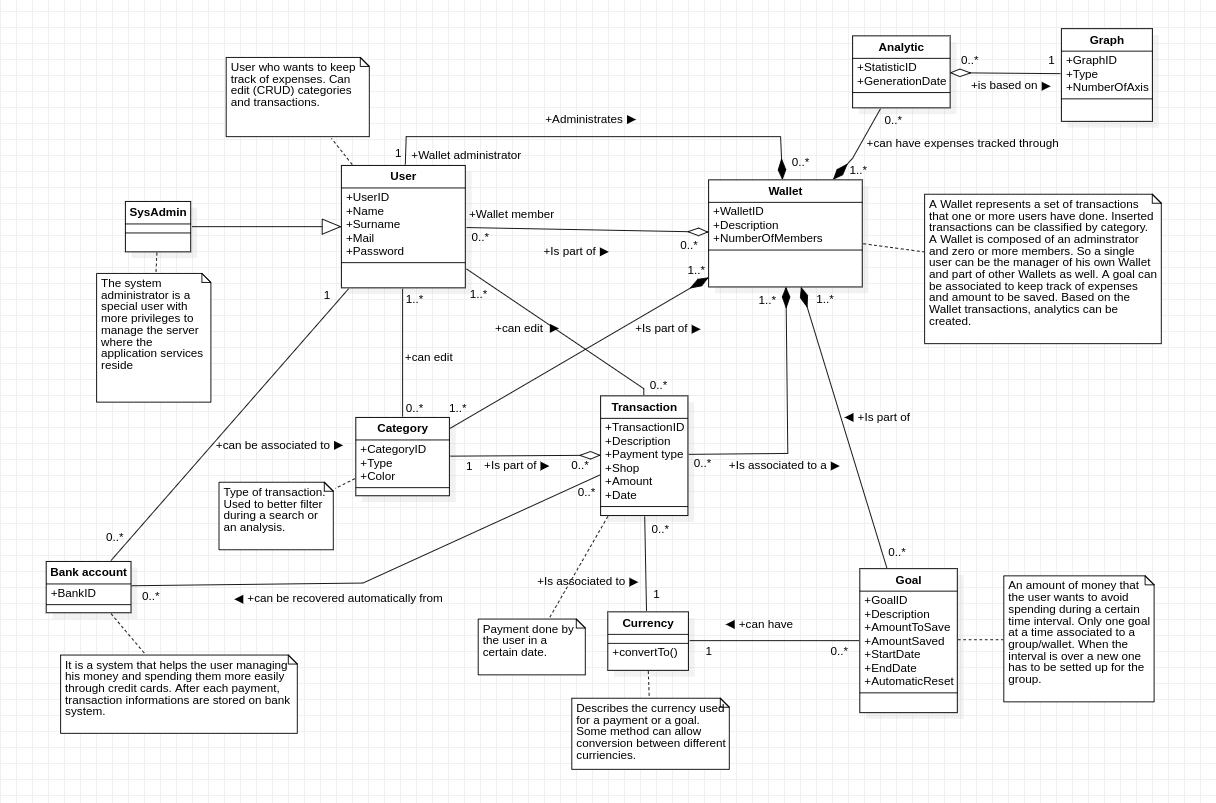 User who wants to keep
track of expenses. Can
edit (CRUD) categories
and transactions.
Analytic
+StatisticID
+GenerationDate
0..*
1
+is based on ▶
Graph
+GraphID
+Type
+NumberOfAxis
0..*
+can have expenses tracked through
1..*
+Administrates ▶
1
+Wallet administrator
0..*
User
+UserID
+Name
+Surname
+Mail
+Password
SysAdmin
Wallet
+WalletID
+Description
+NumberOfMembers
+Wallet member
0..*
+Is part of ▶
0..*
A Wallet represents a set of transactions
that one or more users have done. Inserted
transactions can be classified by category.
A Wallet is composed of an adminstrator
and zero or more members. So a single
user can be the manager of his own Wallet
and part of other Wallets as well. A goal can
be associated to keep track of expenses
and amount to be saved. Based on the
Wallet transactions, analytics can be
created.
The system
administrator is a
special user with
more privileges to
manage the server
where the
application services
reside
1
1..*
1..*
1..*
1..*
1..*
+can edit ▶
+Is part of ▶
+can edit
0..*
1..*
0..*
◀ +Is part of
Category
+CategoryID
+Type
+Color
Transaction
+TransactionID
+Description
+Payment type
+Shop
+Amount
+Date
+can be associated to ▶
1
+Is part of ▶
0..*
0..*
+Is associated to a ▶
0..*
Type of transaction.
Used to better filter
during a search or
an analysis.
0..*
0..*
0..*
Bank account
+BankID
0..*
◀ +can be recovered automatically from
+Is associated to ▶
1
Goal
+GoalID
+Description
+AmountToSave
+AmountSaved
+StartDate
+EndDate
+AutomaticReset
An amount of money that
the user wants to avoid
spending during a certain
time interval. Only one goal
at a time associated to a
group/wallet. When the
interval is over a new one
has to be setted up for the
group.
Payment done by
the user in a
certain date.
Currency
+convertTo()
◀ +can have
1
0..*
It is a system that helps the user managing
his money and spending them more easily
through credit cards. After each payment,
transaction informations are stored on bank
system.
Describes the currency used
for a payment or a goal.
Some method can allow
conversion between different
curriencies.